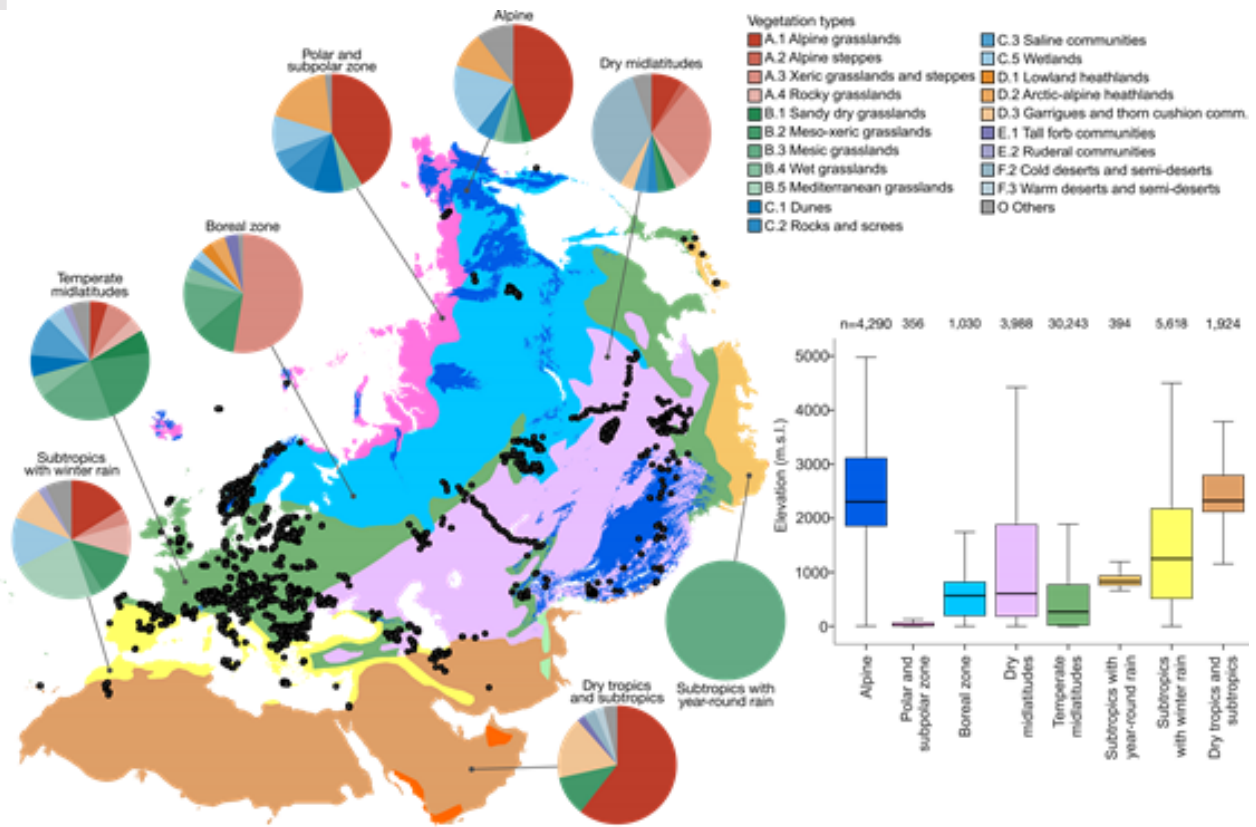 Alpine
Polar and
subpolar zone
Dry midlatitudes
Boreal zone
Temperate
midlatitudes
Subtropics
with winter rain
Subtropics with
year-round rain
Dry tropics
and subtropics
Vegetation types
A.1 Alpine grasslands
A.2 Alpine steppes
A.3 Xeric grasslands and steppes
A.4 Rocky grasslands
B.1 Sandy dry grasslands
B.2 Meso-xeric grasslands
B.3 Mesic grasslands
B.4 Wet grasslands
B.5 Mediterranean grasslands
C.1 Dunes
C.2 Rocks and screes
C.3 Saline communities
C.5 Wetlands
D.1 Lowland heathlands
D.2 Arctic-alpine heathlands
D.3 Garrigues and thorn cushion comm.
E.1 Tall forb communities
E.2 Ruderal communities
F.2 Cold deserts and semi-deserts
F.3 Warm deserts and semi-deserts
O Others
n=4,290 356 1,030 3,988 30,243 394 5,618 1,924
Elevation (m.s.l.)
5000
4000
3000
2000
1000
0
Alpine
Polar and
subpolar zone
Boreal zone
Dry
midlatitudes
Temperate
midlatitudes
Subtropics with
year-round rain
Subtropics
with winter rain
Dry tropics and
subtropics